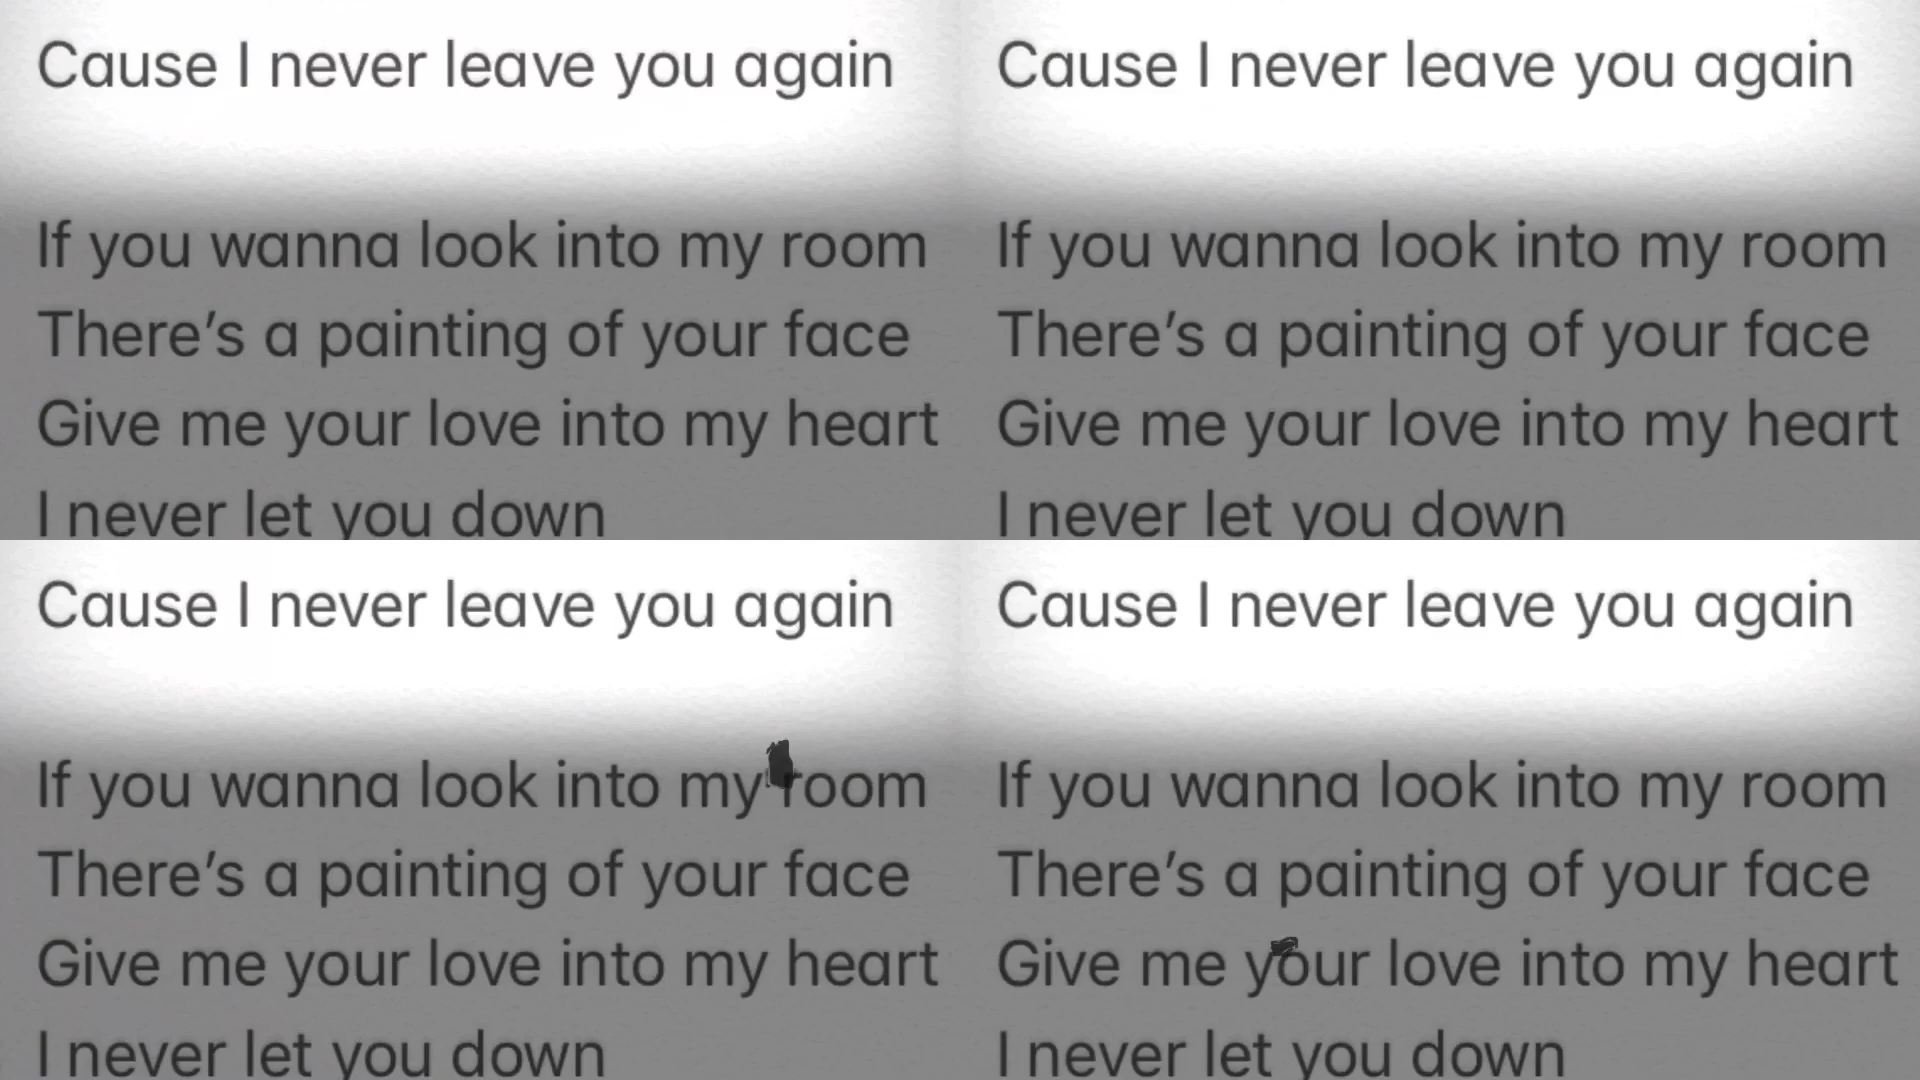 Cause I never leave you again
If you wanna look into my room
There's a painting of your face
Give me your love into my heart
I never let you down
Cause I never leave you again
If you wanna look into my room
There's a painting of your face
Give me your love into my heart
I never let you down
Cause I never leave you again
If you wanna look into my room
There's a painting of your face
Give me your love into my heart
I never let you down
Cause I never leave you again
If you wanna look into my room
There's a painting of your face
Give me your love into my heart
I never let you down